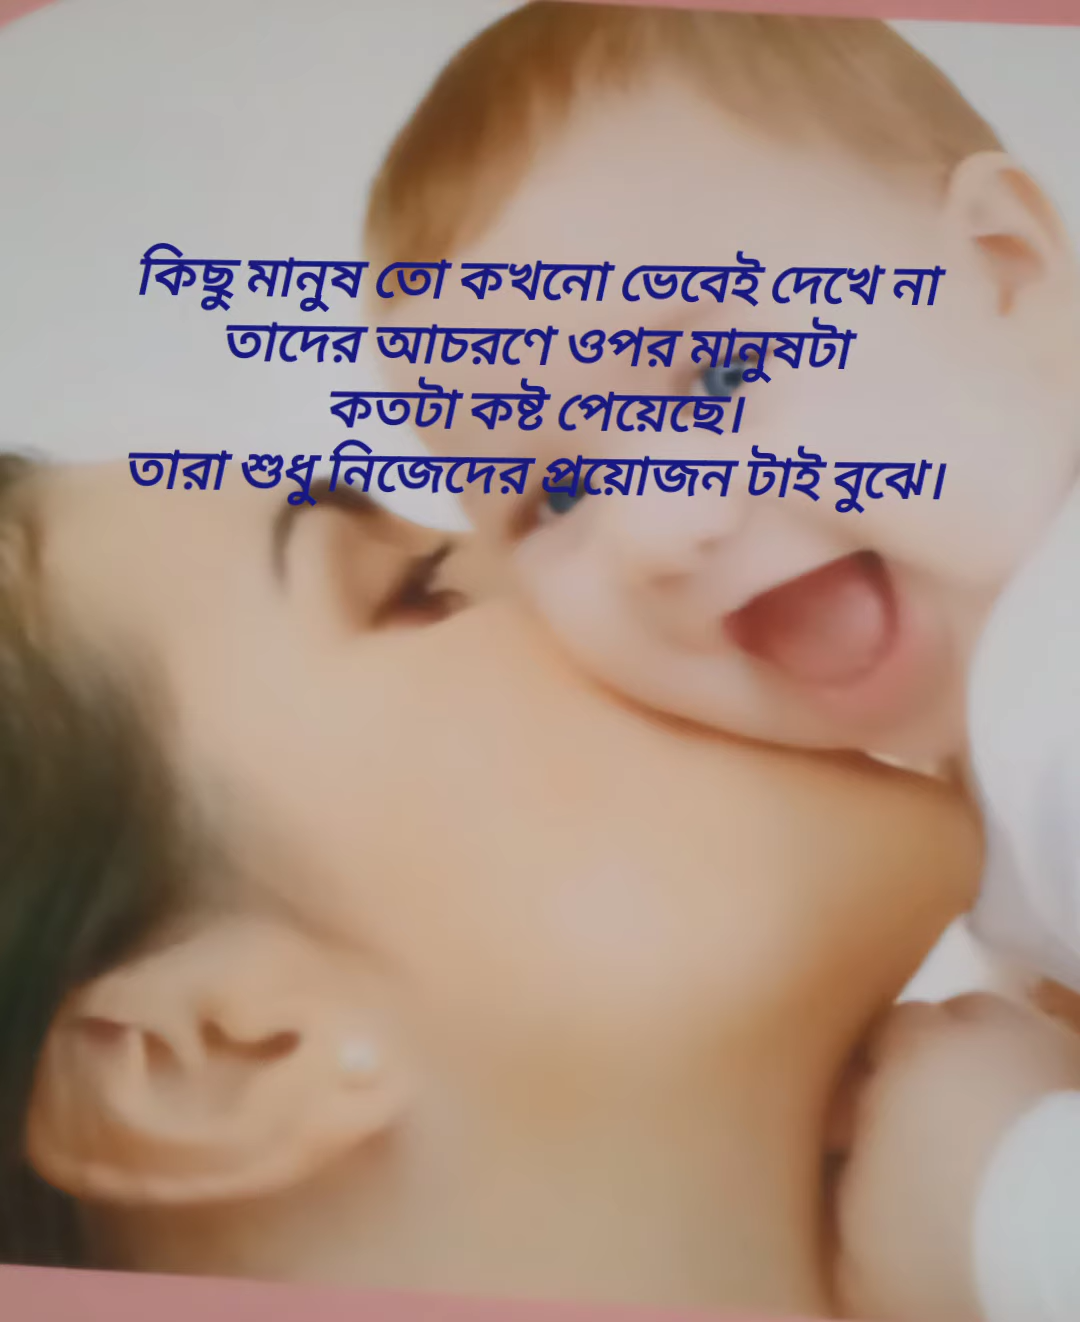 কিছু মানুষ তো কখনো ভেবেই দেখে না
তাদের আচরণে ওপর মানুষটা
কতটা কষ্ট পেয়েছে।
তারা শুধু নিজেদের প্রয়োজন টাই বুঝে।